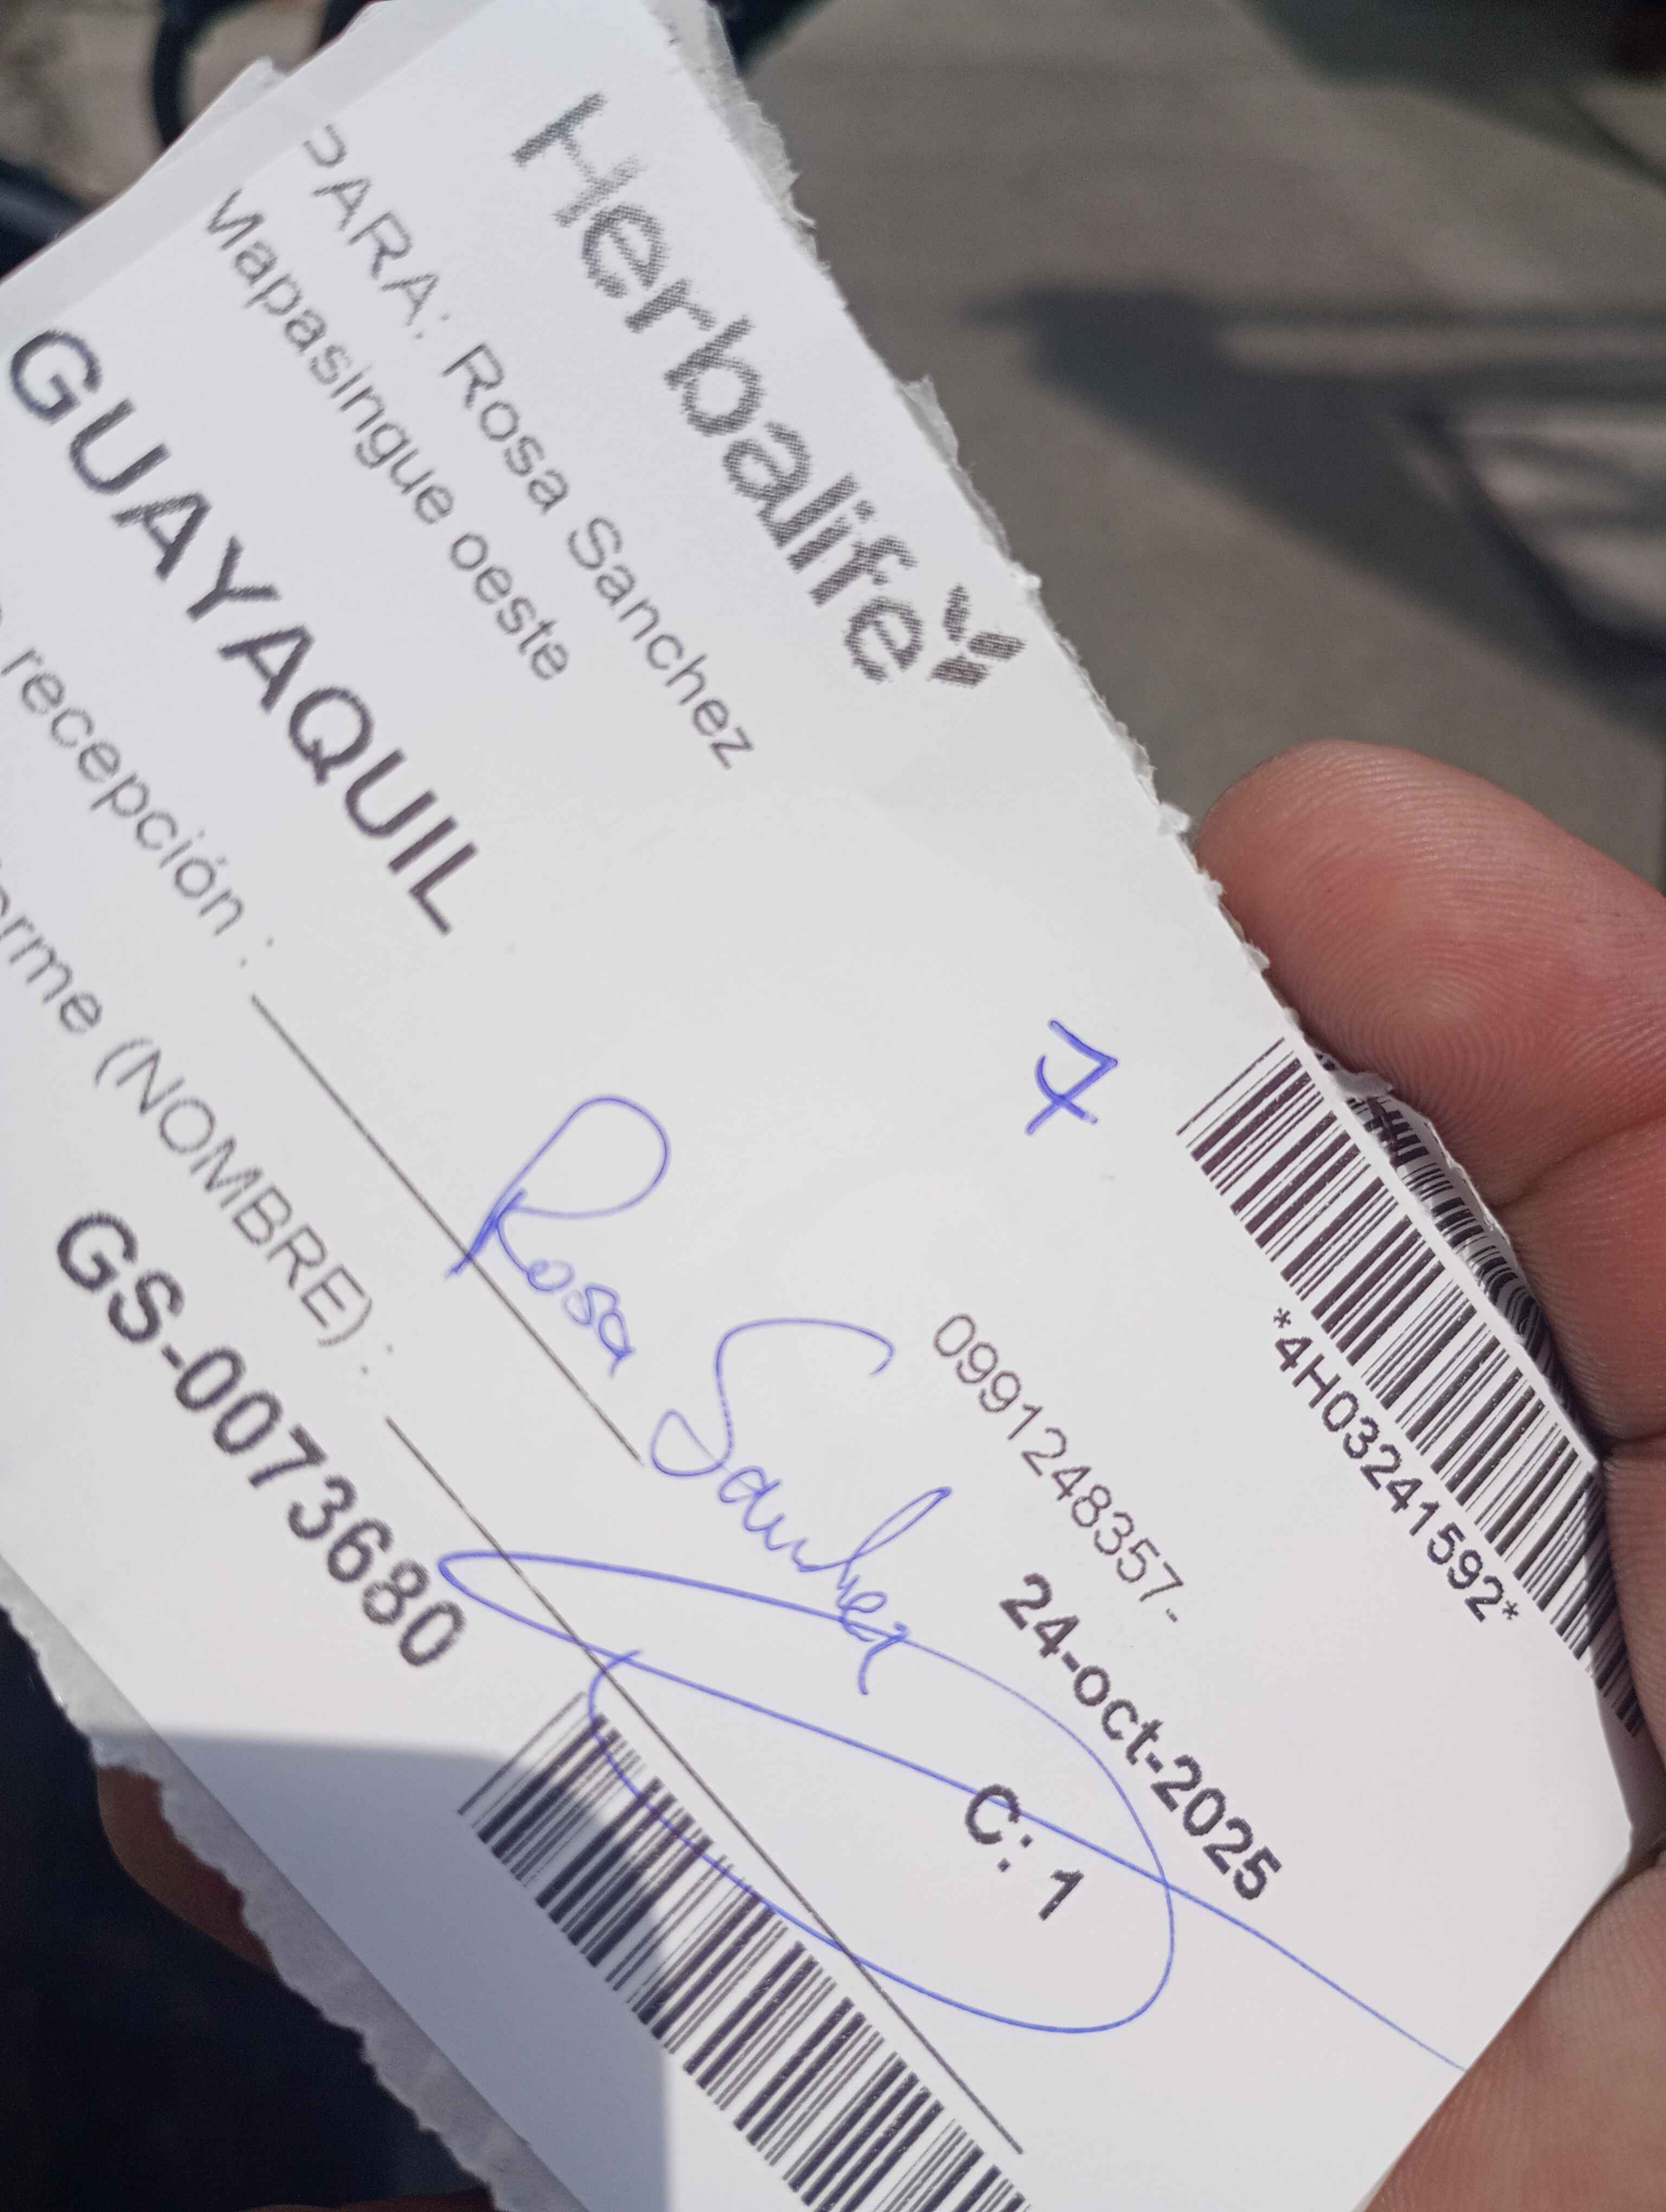 Herbalife
PARA: Rosa Sanchez
Mapasingue oeste
GUAYAQUIL
7
*4H03241592*
0991248357-
24-oct-2025
recepción :
C: 1
Rosa Sanchez
(NOMBRE) :
GS-0073680